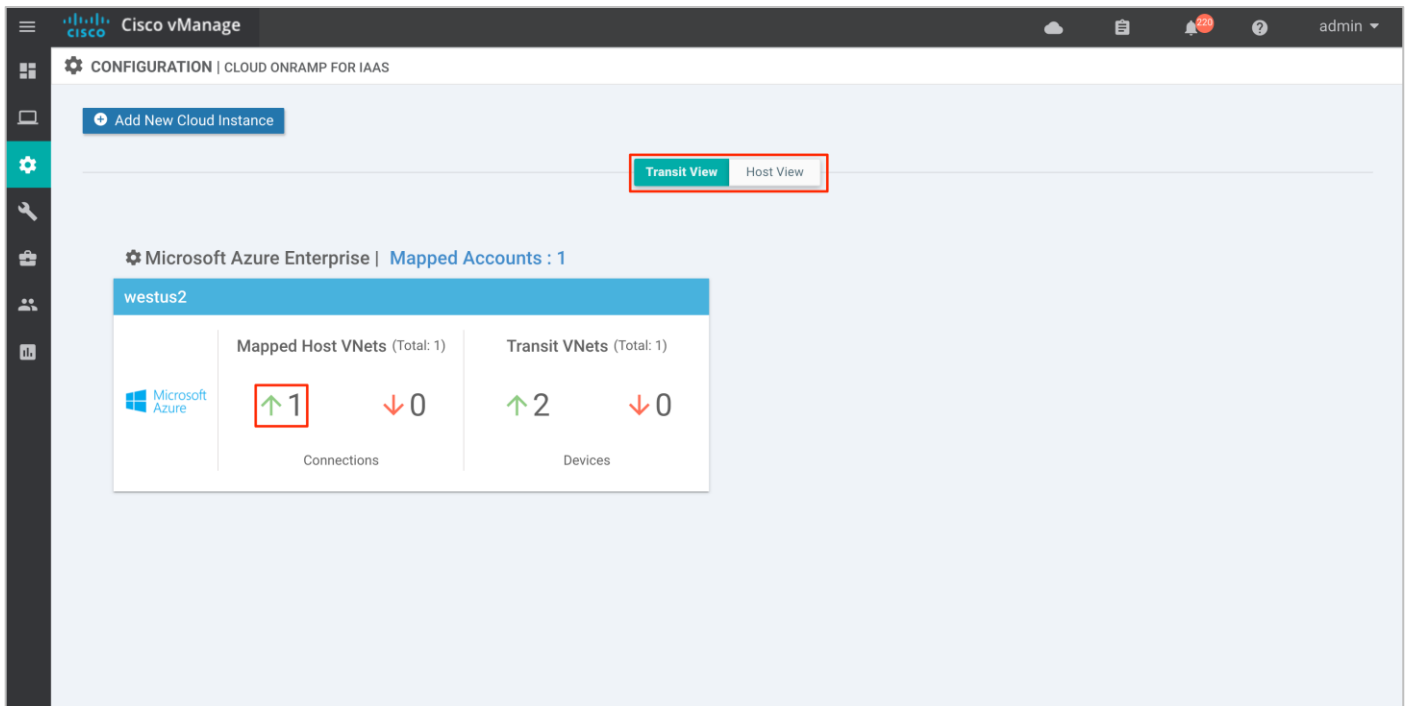 cisco Cisco vManage 220 admin
CONFIGURATION | CLOUD ONRAMP FOR IAAS
Add New Cloud Instance
Transit View Host View
Microsoft Azure Enterprise | Mapped Accounts : 1
westus2
Mapped Host VNets (Total: 1) Transit VNets (Total: 1)
Microsoft
Azure
1 0 2 0
Connections Devices